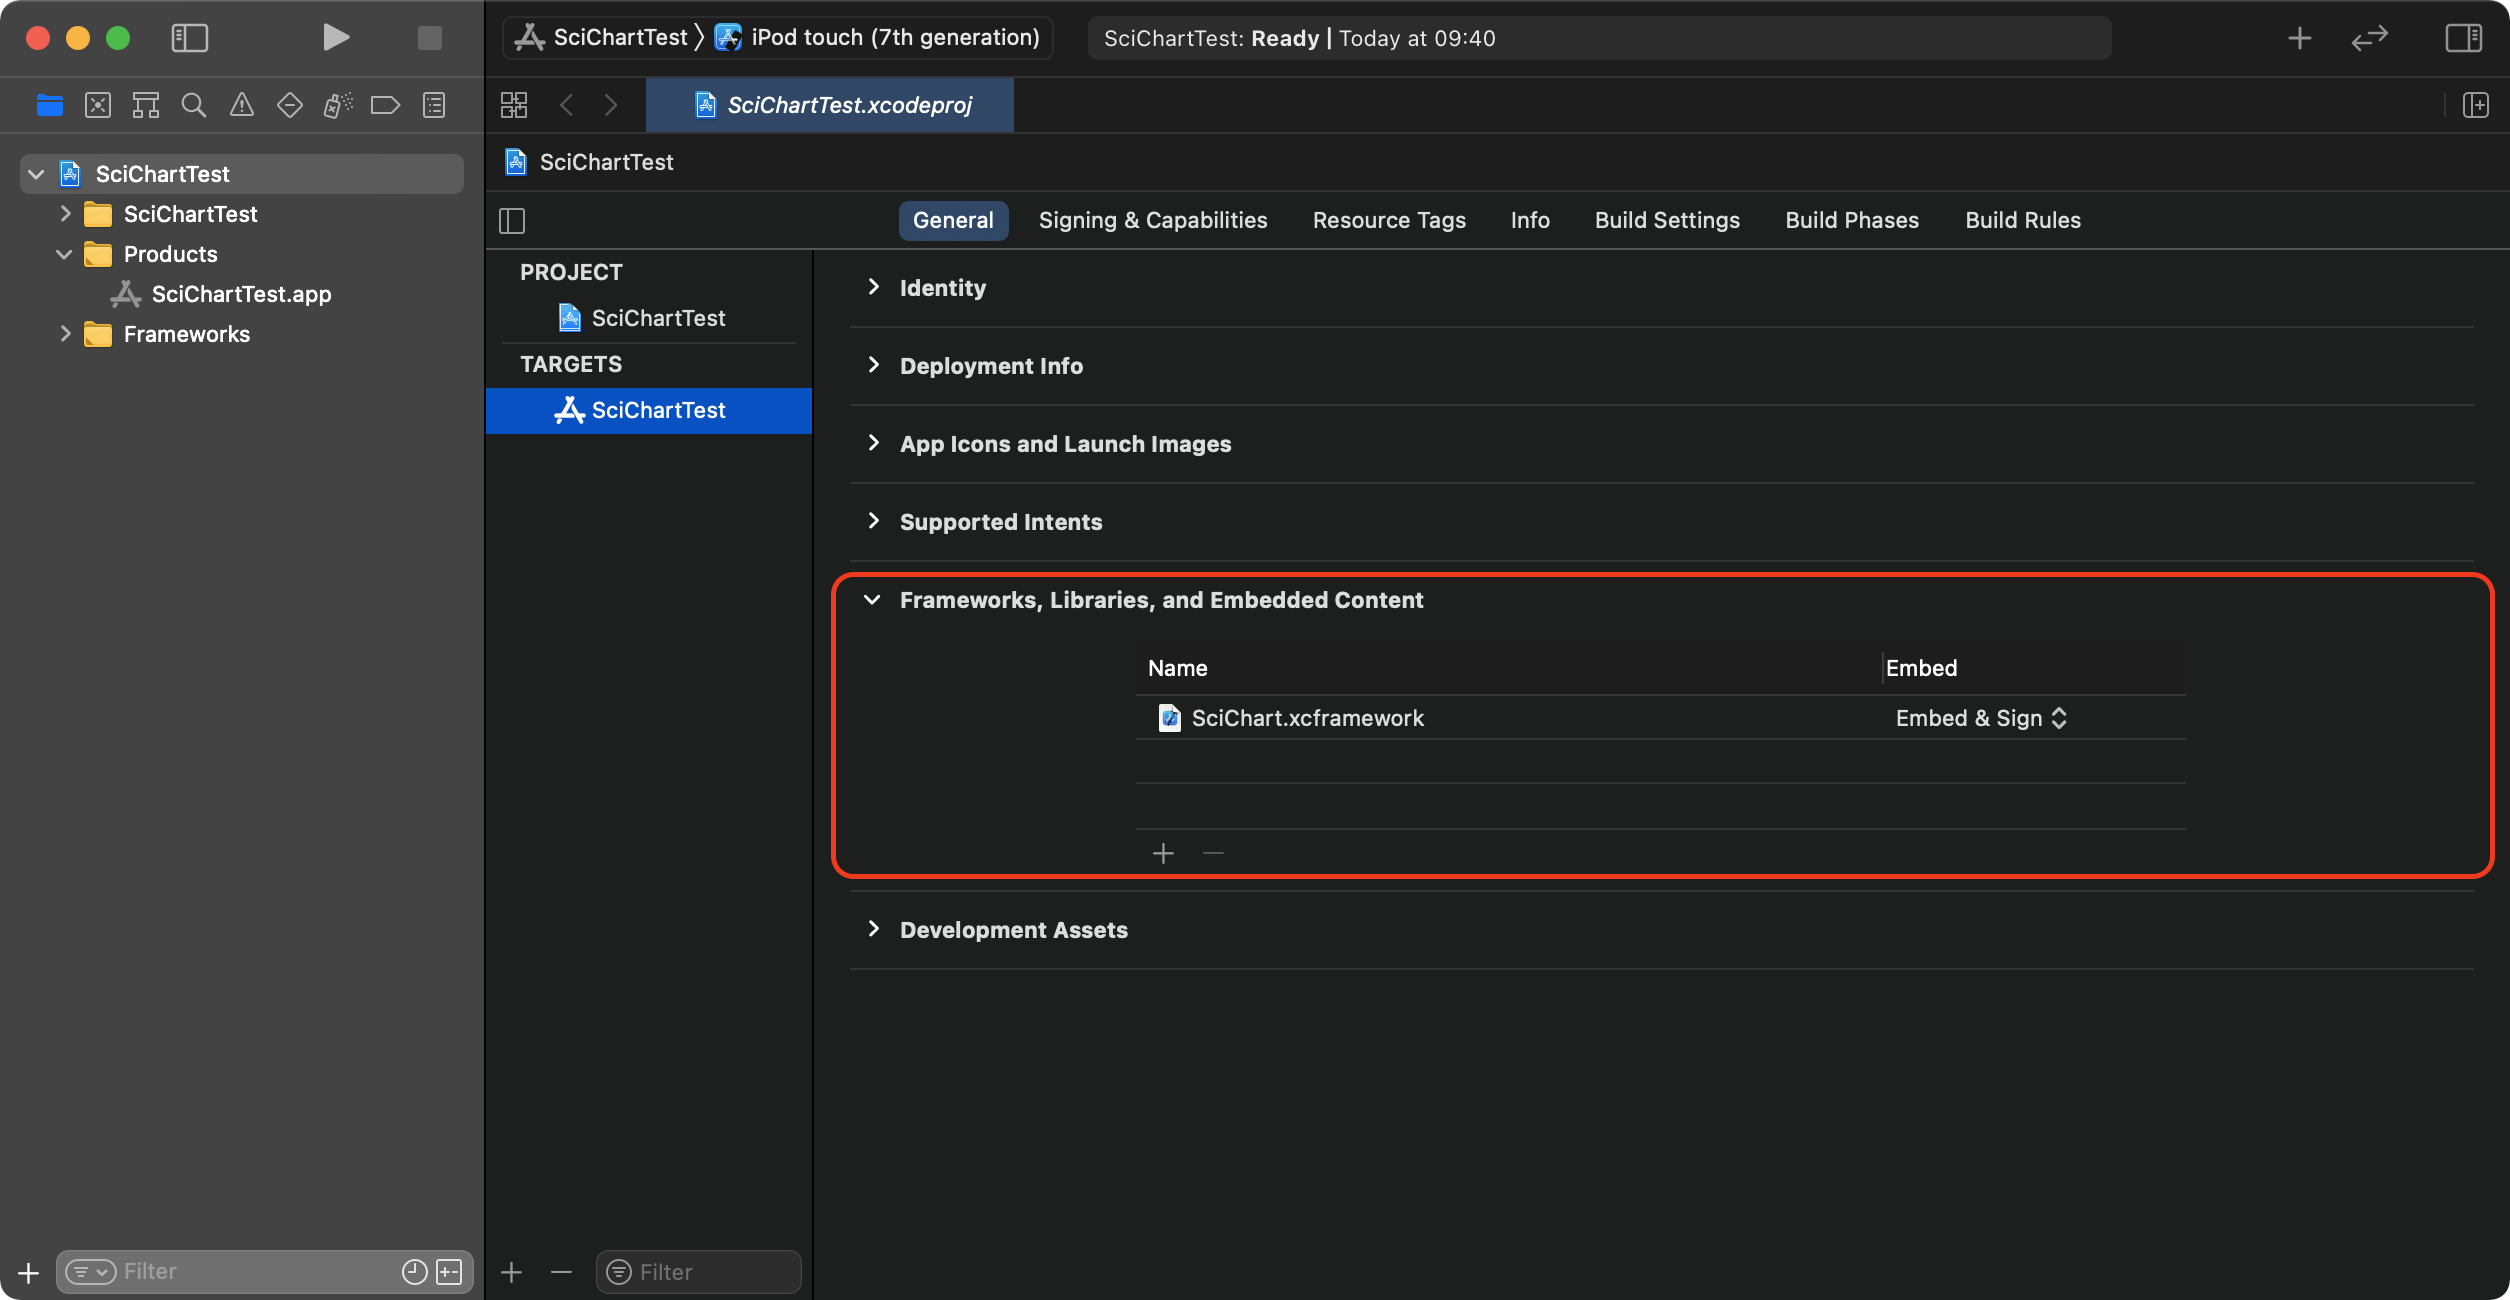 SciChartTest
iPod touch (7th generation)
SciChartTest: Ready | Today at 09:40
SciChartTest.xcodeproj
SciChartTest
SciChartTest
Products
SciChartTest.app
Frameworks
SciChartTest
General
Signing & Capabilities
Resource Tags
Info
Build Settings
Build Phases
Build Rules
PROJECT
SciChartTest
TARGETS
SciChartTest
Identity
Deployment Info
App Icons and Launch Images
Supported Intents
Frameworks, Libraries, and Embedded Content
Name
Embed
SciChart.xcframework
Embed & Sign
Development Assets
Filter
Filter